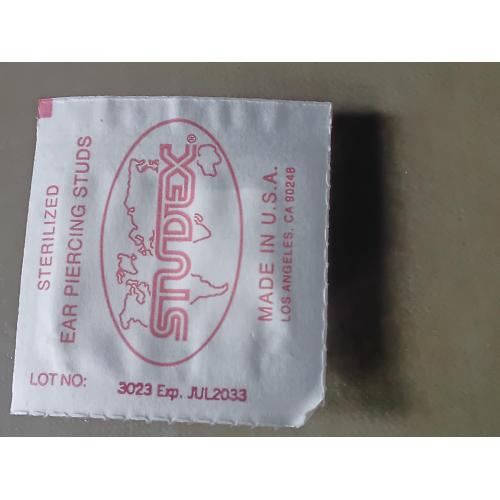 STERILIZED
EAR PIERCING STUDS
STUDEX®
MADE IN U.S.A.
LOS ANGELES, CA 90248
LOT NO: 3023 Exp. JUL2033